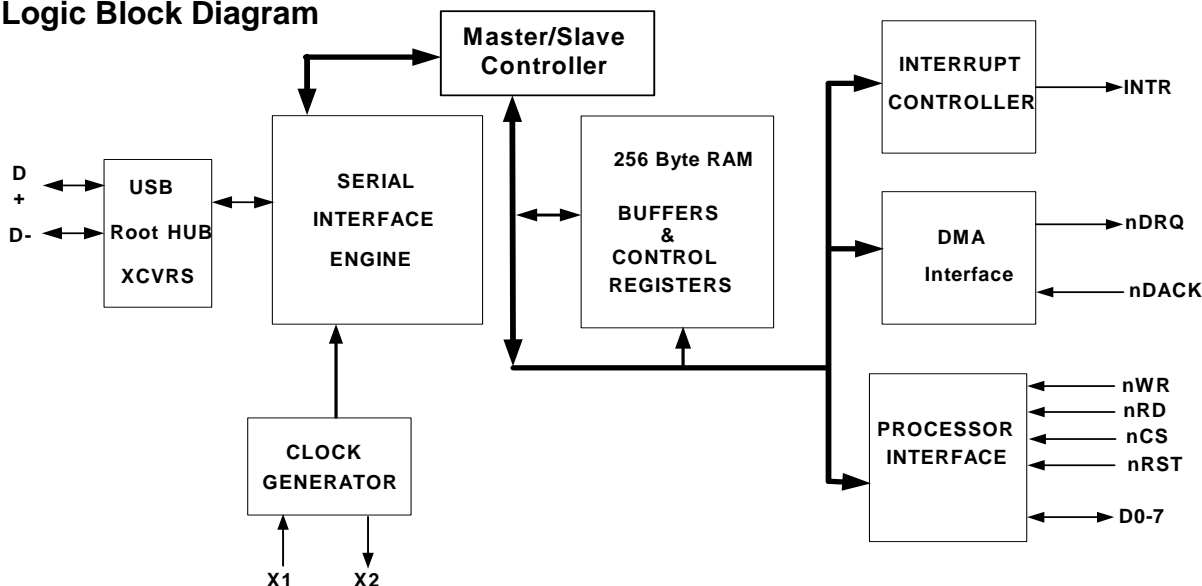 Logic Block Diagram
Master/Slave
Controller
INTERRUPT
CONTROLLER
INTR
D
+
D-
USB
Root HUB
XCVRS
SERIAL
INTERFACE
ENGINE
256 Byte RAM
BUFFERS
&
CONTROL
REGISTERS
DMA
Interface
nDRQ
nDACK
CLOCK
GENERATOR
X1
X2
PROCESSOR
INTERFACE
nWR
nRD
nCS
nRST
D0-7